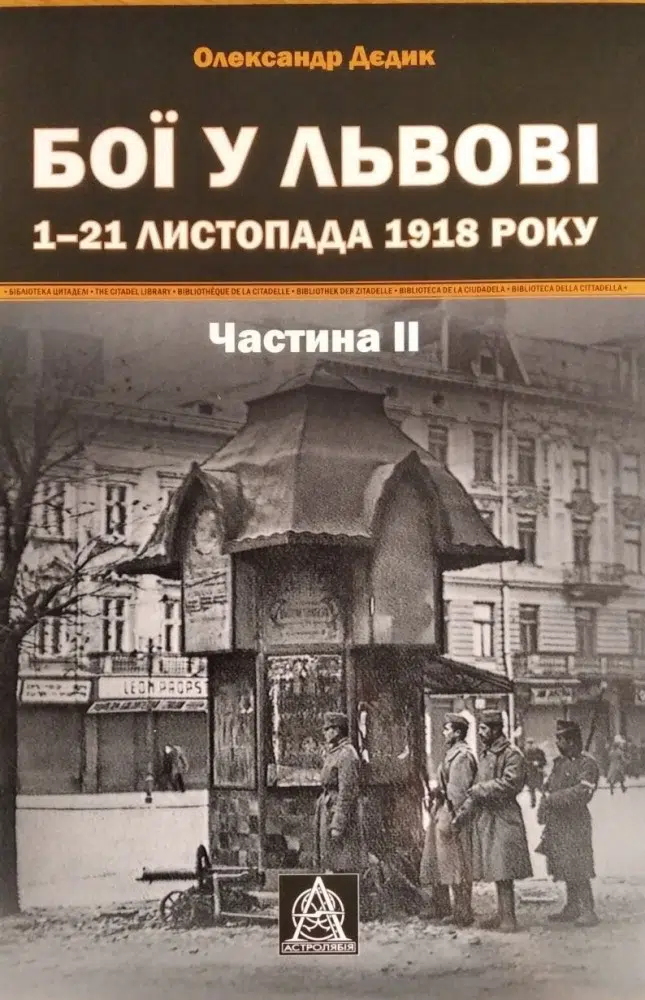 Олександр Дєдик
БОЇ У ЛЬВОВІ
1–21 ЛИСТОПАДА 1918 РОКУ
• БІБЛІОТЕКА ЦИТАДЕЛІ • THE CITADEL LIBRARY • BIBLIOTHÈQUE DE LA CITADELLE • BIBLIOTHEK DER ZITADELLE • BIBLIOTECA DE LA CIUDADELA • BIBLIOTECA DELLA CITTADELLA •
Частина II
LEON PROPST
АСТРОЛЯБІЯ